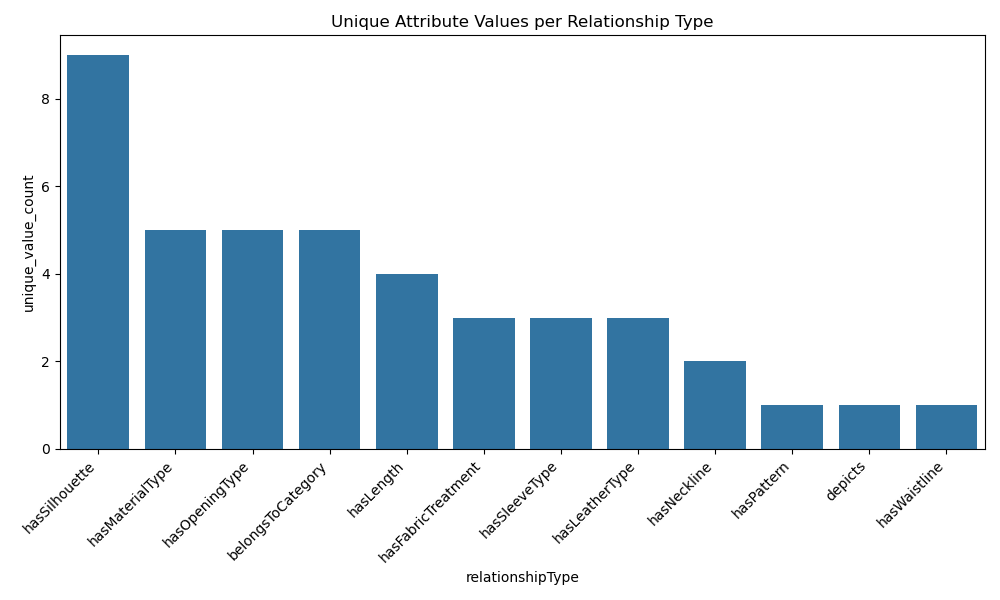 Unique Attribute Values per Relationship Type
unique_value_count
8
6
4
2
0
hasSilhouette
hasMaterialType
hasOpeningType
belongsToCategory
hasLength
hasFabricTreatment
hasSleeveType
hasLeatherType
hasNeckline
hasPattern
depicts
hasWaistline
relationshipType